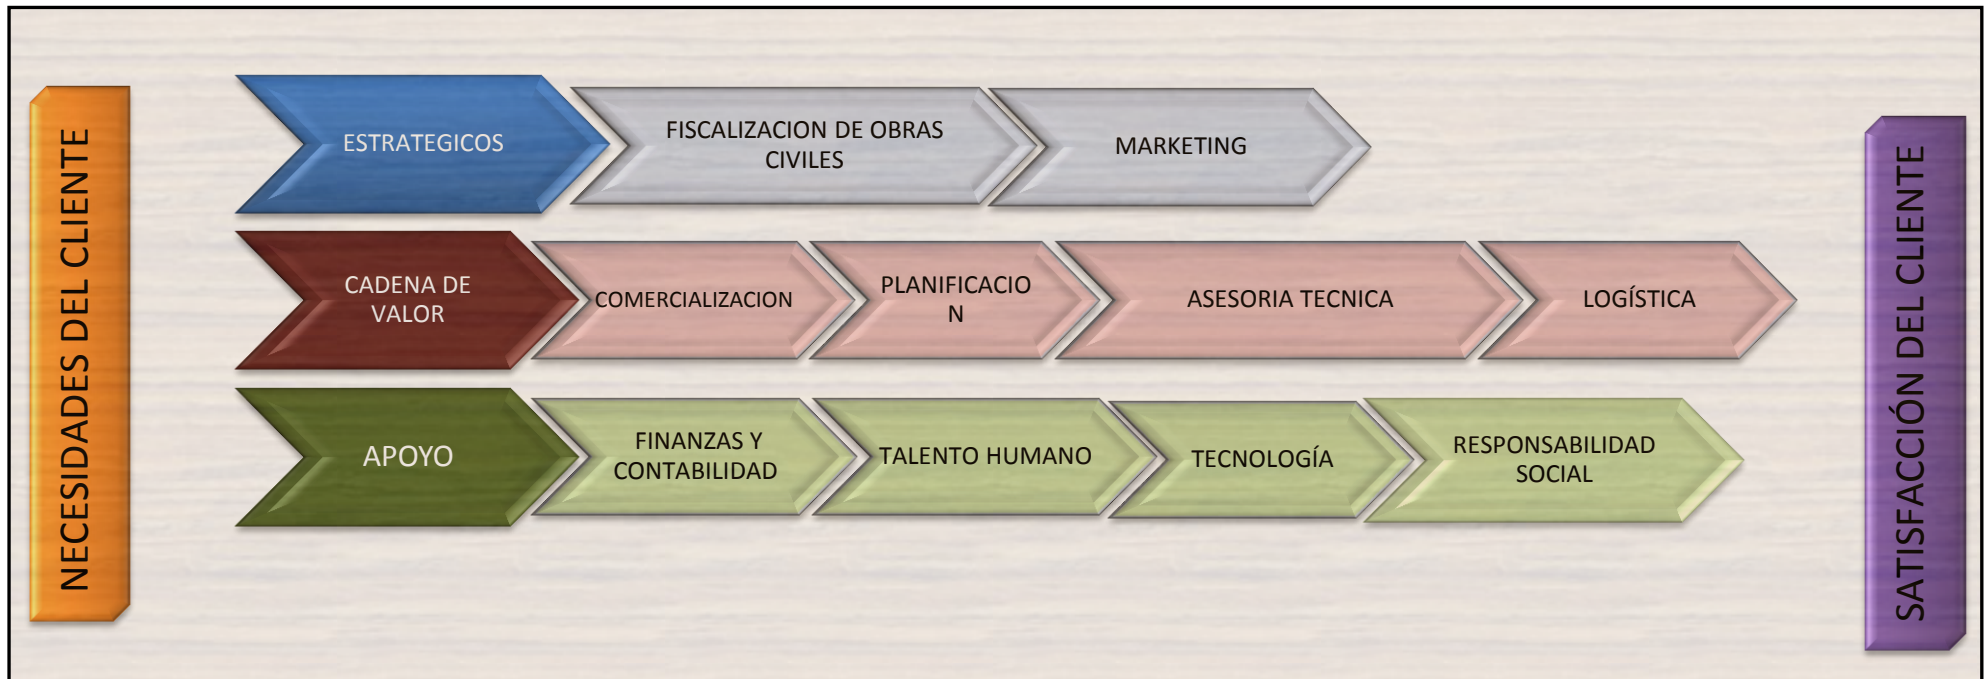 NECESIDADES DEL CLIENTE
ESTRATEGICOS
FISCALIZACION DE OBRAS
CIVILES
MARKETING
CADENA DE
VALOR
COMERCIALIZACION
PLANIFICACIO
N
ASESORIA TECNICA
LOGÍSTICA
APOYO
FINANZAS Y
CONTABILIDAD
TALENTO HUMANO
TECNOLOGÍA
RESPONSABILIDAD
SOCIAL
SATISFACCIÓN DEL CLIENTE